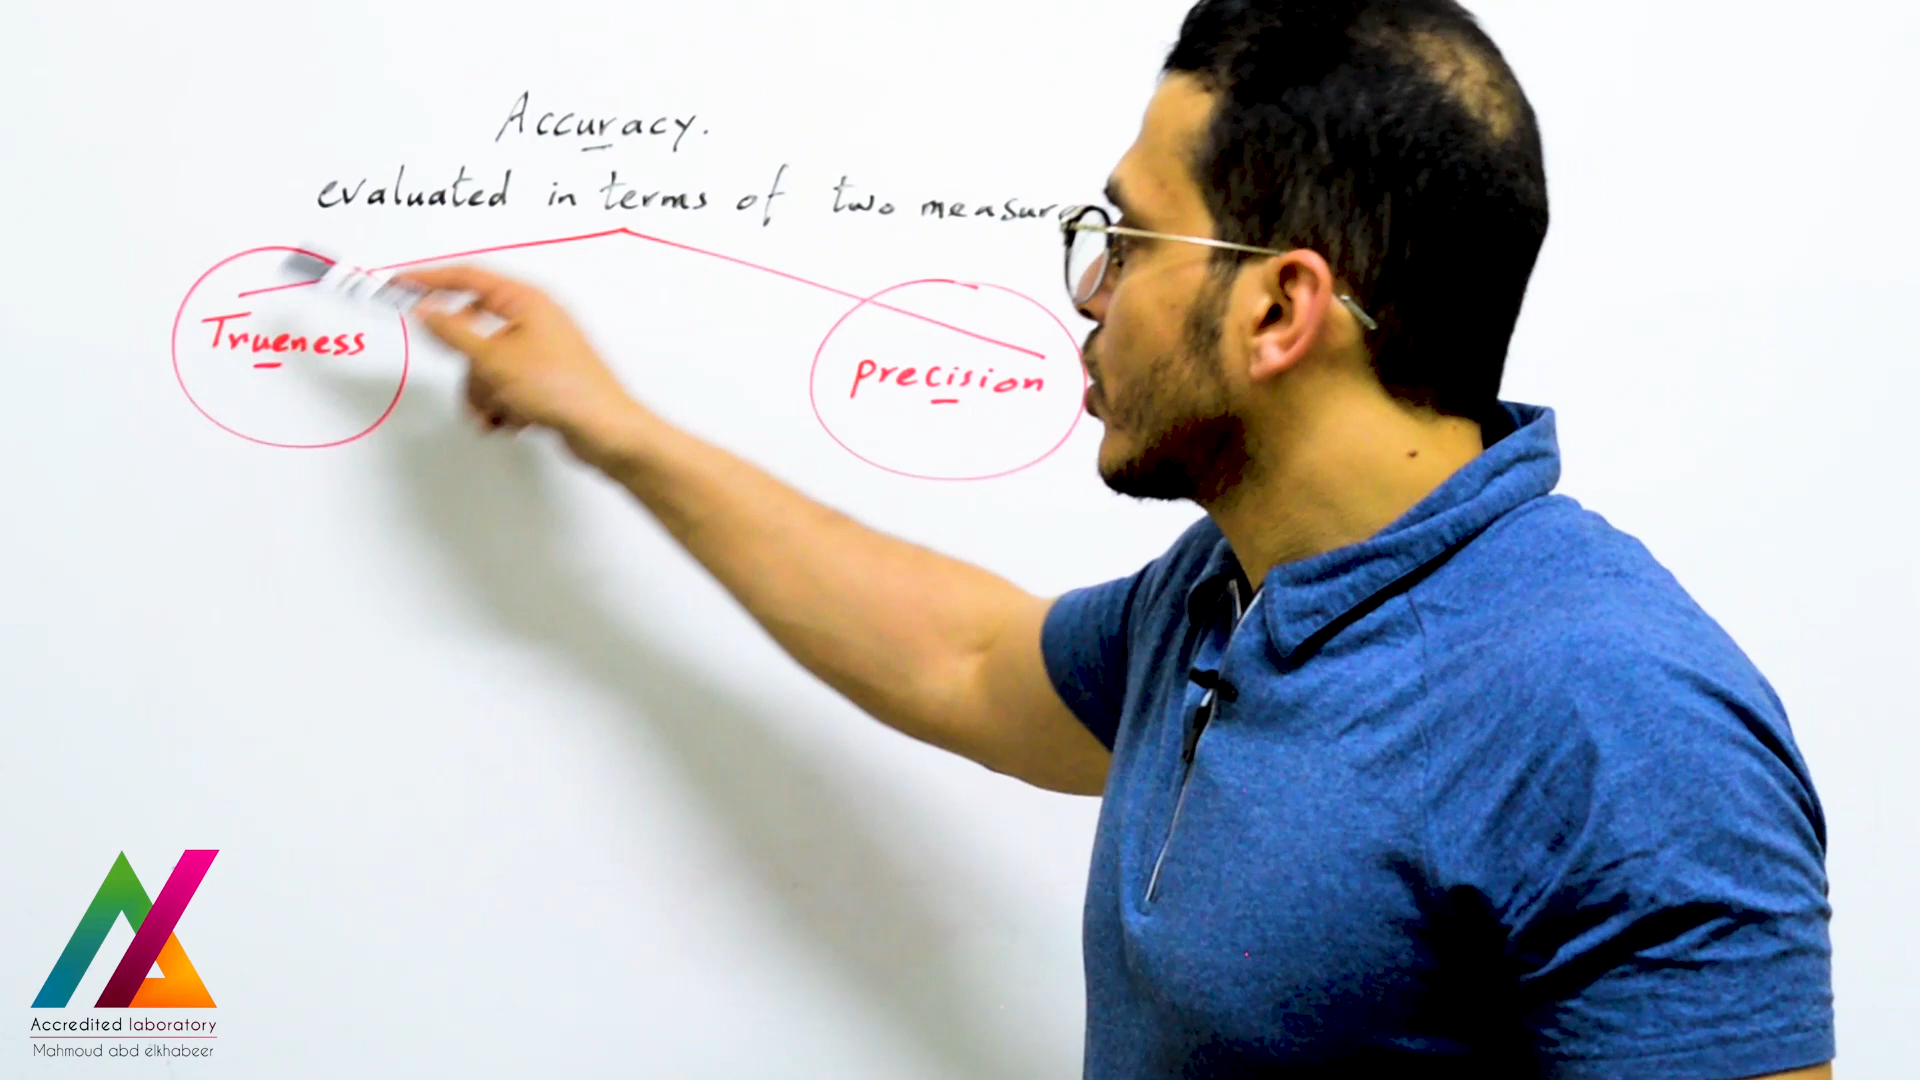 Accuracy.
evaluated in terms of two measure
Trueness
precision
Accredited laboratory
Mahmoud abd elkhabeer